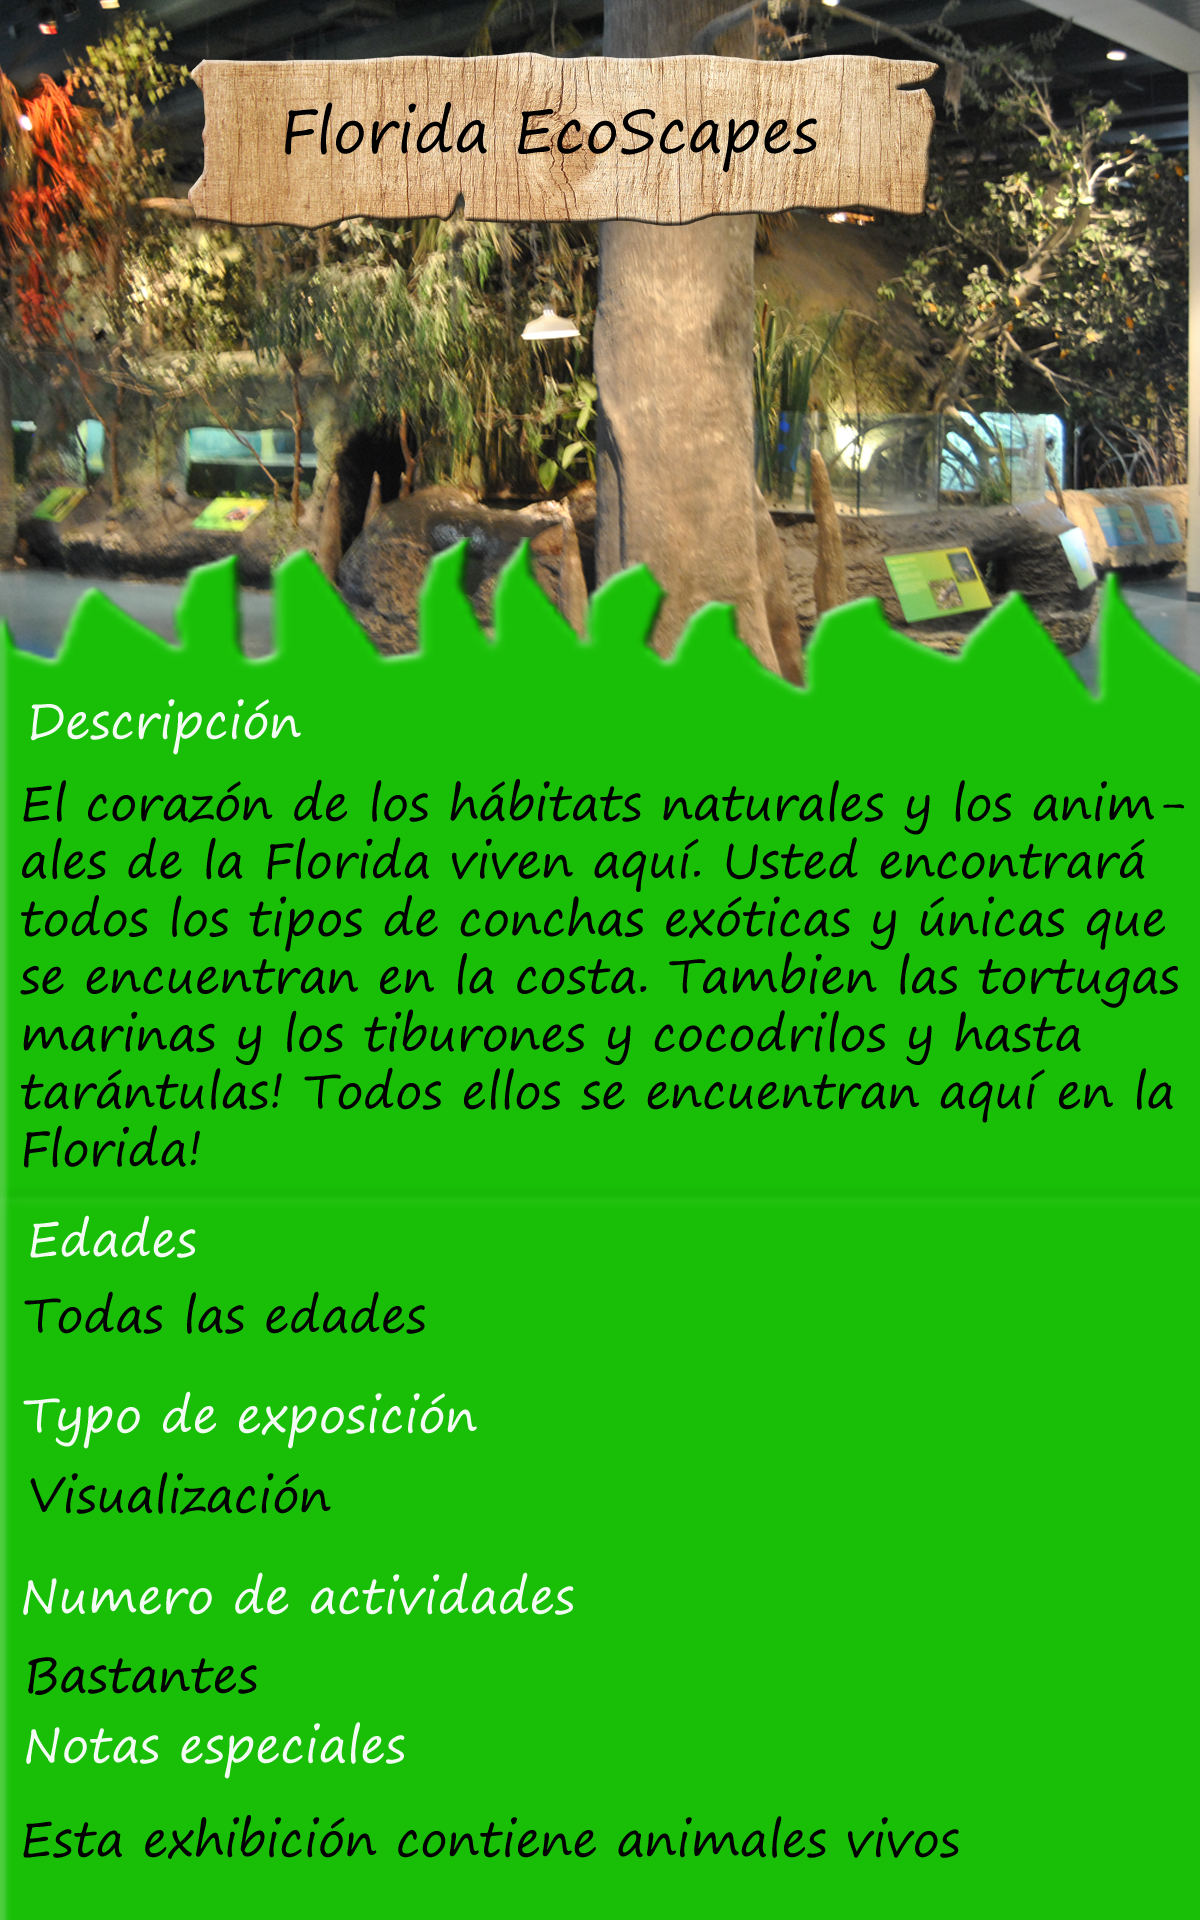 Florida EcoScapes
Descripción
El corazón de los hábitats naturales y los anim-
ales de la Florida viven aquí. Usted encontrará
todos los tipos de conchas exóticas y únicas que
se encuentran en la costa. Tambien las tortugas
marinas y los tiburones y cocodrilos y hasta
tarántulas! Todos ellos se encuentran aquí en la
Florida!
Edades
Todas las edades
Typo de exposición
Visualización
Numero de actividades
Bastantes
Notas especiales
Esta exhibición contiene animales vivos